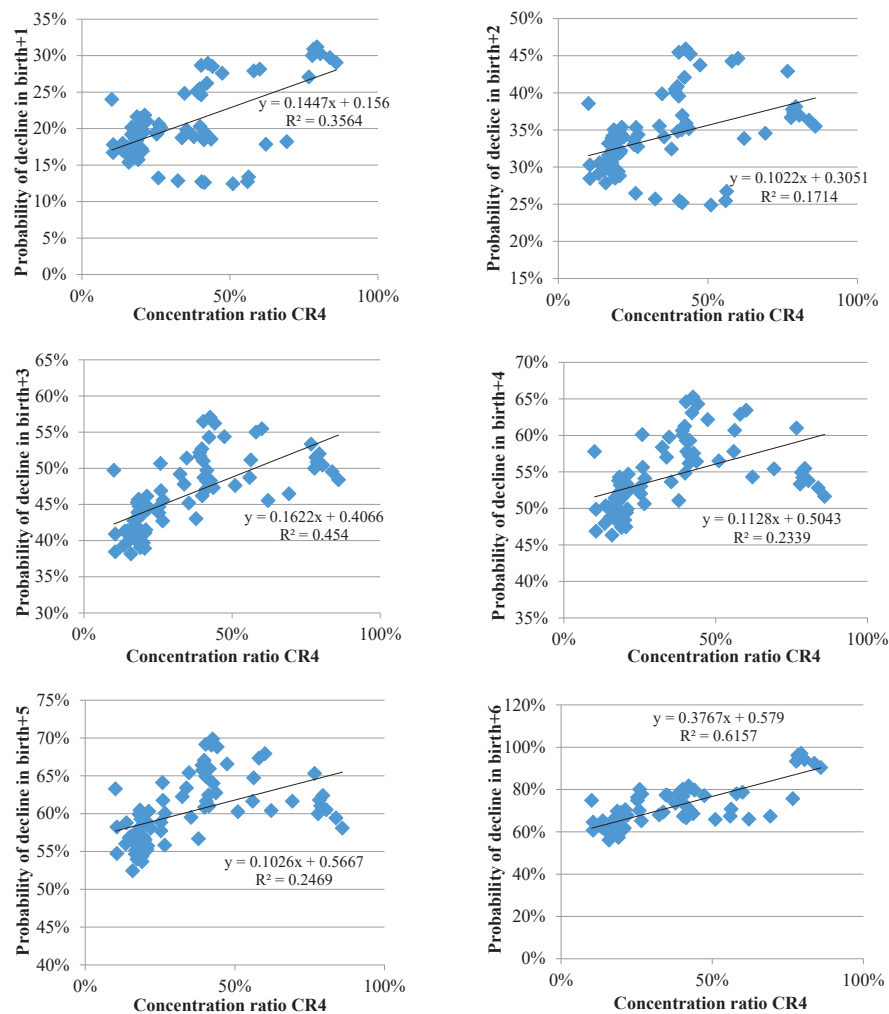 Probability of decline in birth+1
35%
30%
25%
20%
15%
10%
5%
0%
0%
50%
100%
Concentration ratio CR4
y = 0.1447x + 0.156
R² = 0.3564
Probability of declice in birth+2
50%
45%
40%
35%
30%
25%
20%
15%
0%
50%
100%
Concentration ratio CR4
y = 0.1022x + 0.3051
R² = 0.1714
Probability of decline in birth+3
65%
60%
55%
50%
45%
40%
35%
30%
0%
50%
100%
Concentration ratio CR4
y = 0.1622x + 0.4066
R² = 0.454
Probability of decline in birth+4
70%
65%
60%
55%
50%
45%
40%
35%
0%
50%
100%
Concentration ratio CR4
y = 0.1128x + 0.5043
R² = 0.2339
Probability of decline in birth+5
75%
70%
65%
60%
55%
50%
45%
40%
0%
50%
100%
Concentration ratio CR4
y = 0.1026x + 0.5667
R² = 0.2469
Probability of decline in birth+6
120%
100%
80%
60%
40%
20%
0%
0%
50%
100%
Concentration ratio CR4
y = 0.3767x + 0.579
R² = 0.6157